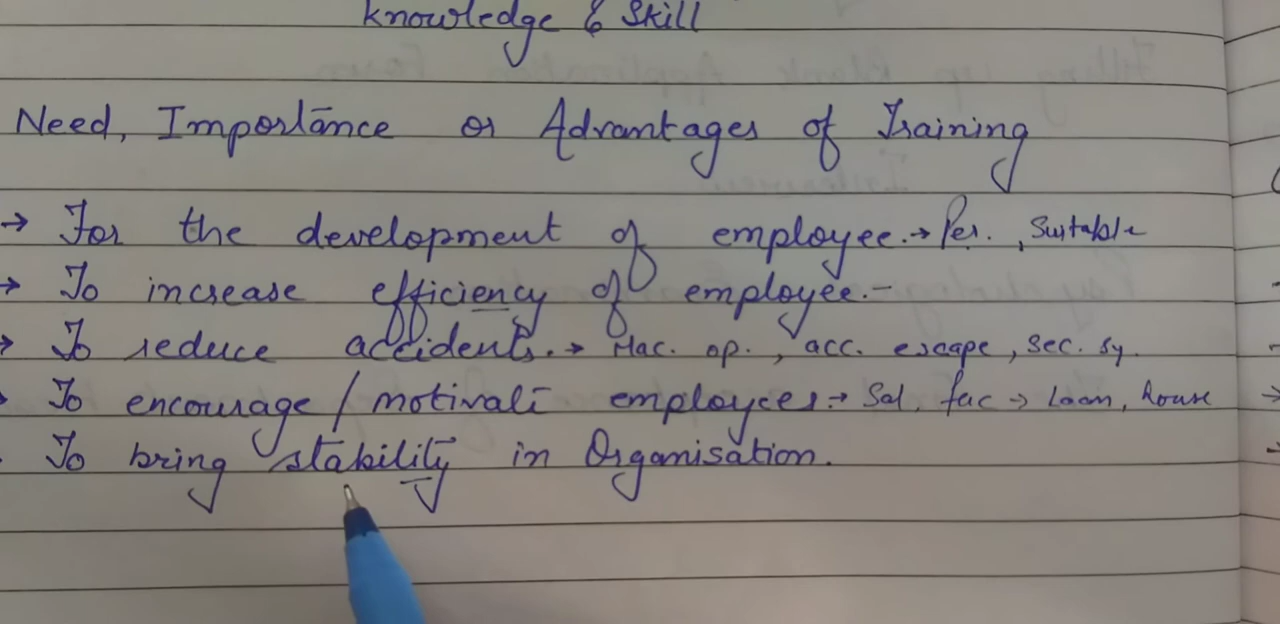 Knowledge & Skill
Need, Importance or Advantages of Training
→ For the development of employee.→ Per. , Suitable
→ To increase efficiency of employee.-
→ To reduce accidents.→ Mac. op. , acc. escape, sec. sy.
→ To encourage/motivate employees:→ Sal, fac → Loan, house
To bring stability in Organisation.